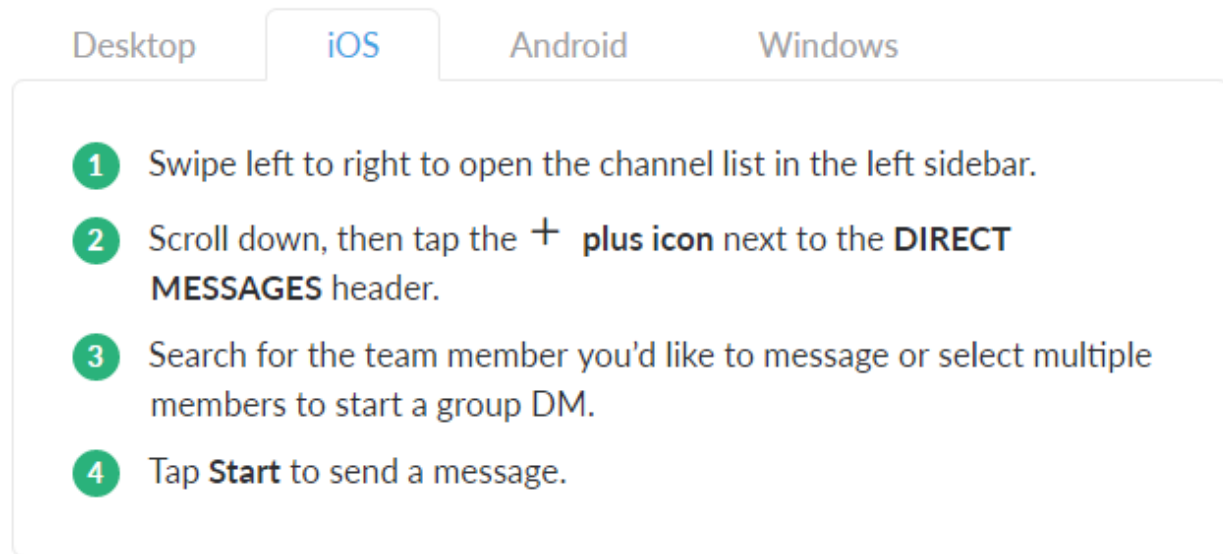 Desktop iOS Android Windows
1 Swipe left to right to open the channel list in the left sidebar.
2 Scroll down, then tap the + plus icon next to the DIRECT
MESSAGES header.
3 Search for the team member you’d like to message or select multiple
members to start a group DM.
4 Tap Start to send a message.